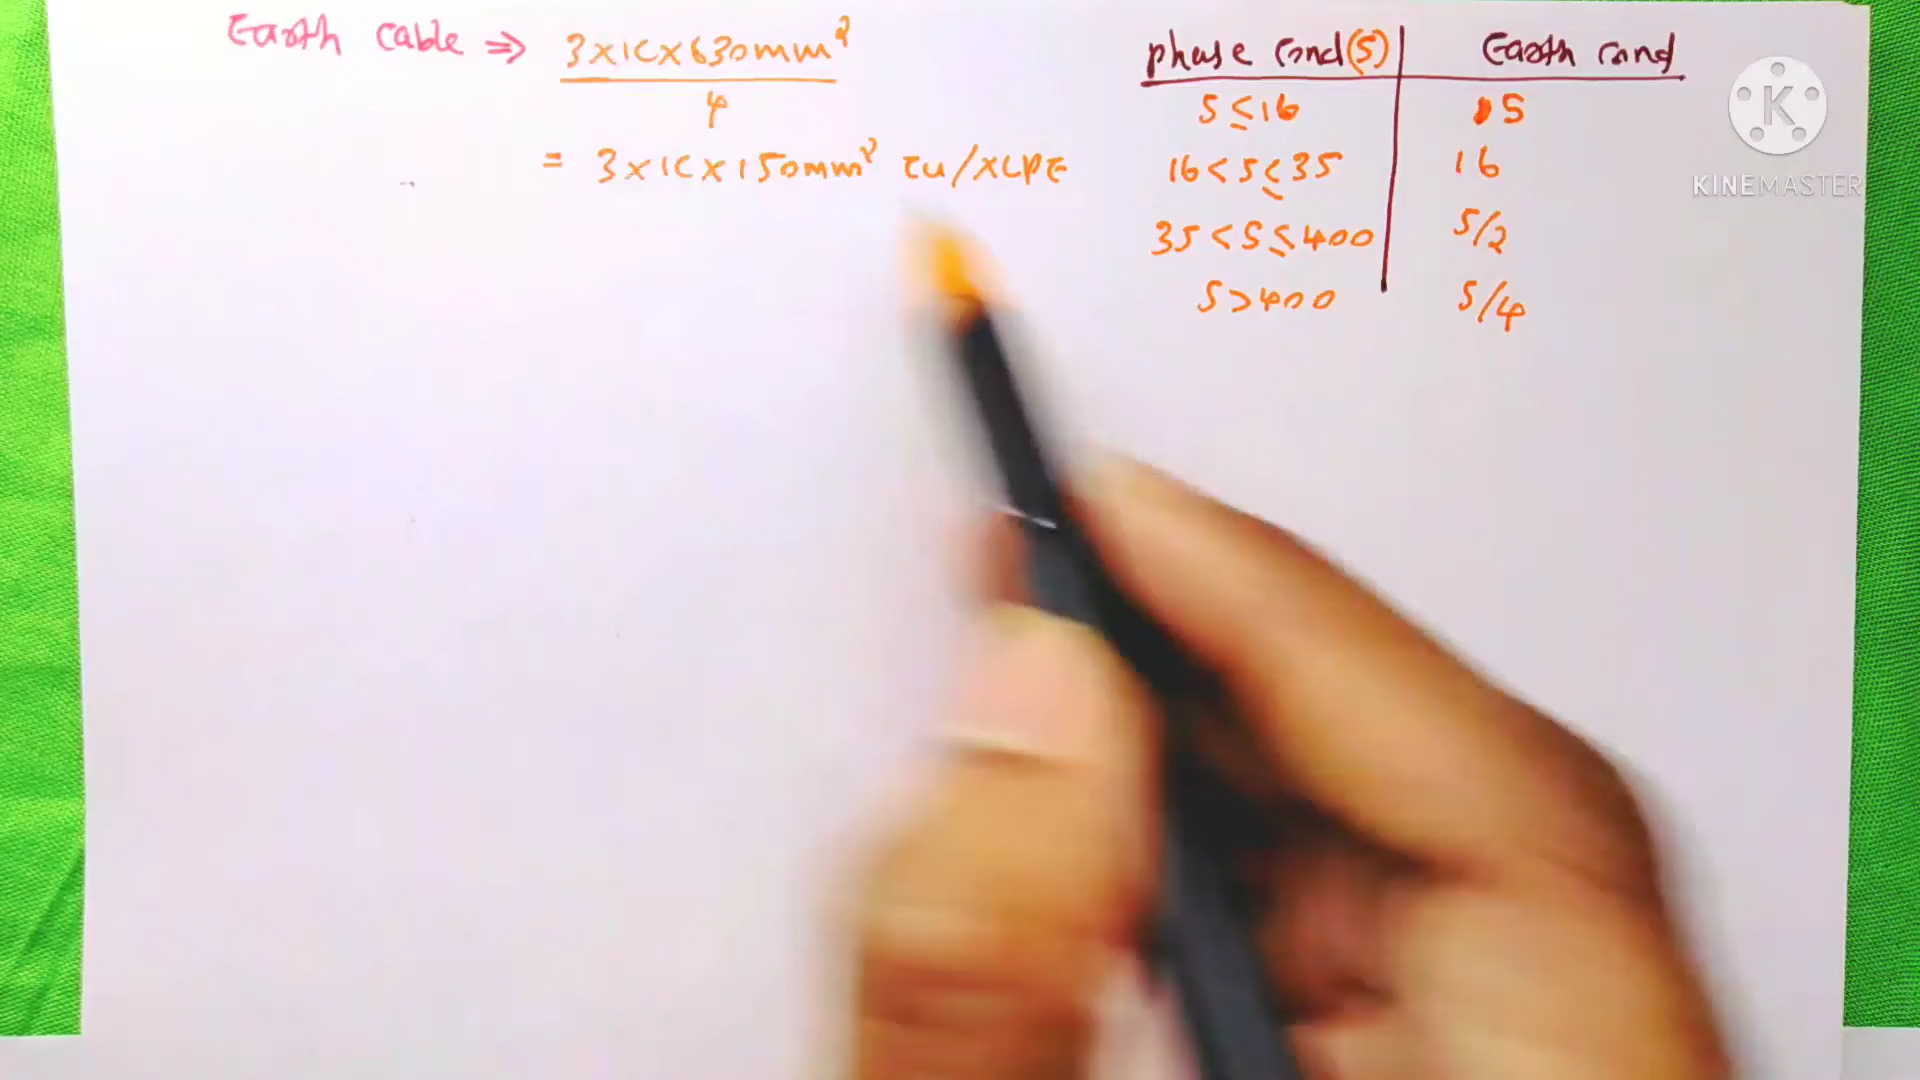 Earth cable ⇒ 3x1Cx630mm²
4
= 3x1Cx150mm² CU/XLPE
phase cond(S) Earth cond
S ≤ 16 S
16 < S ≤ 35 16
35 < S ≤ 400 S/2
S > 400 S/4
K
KINEMASTER